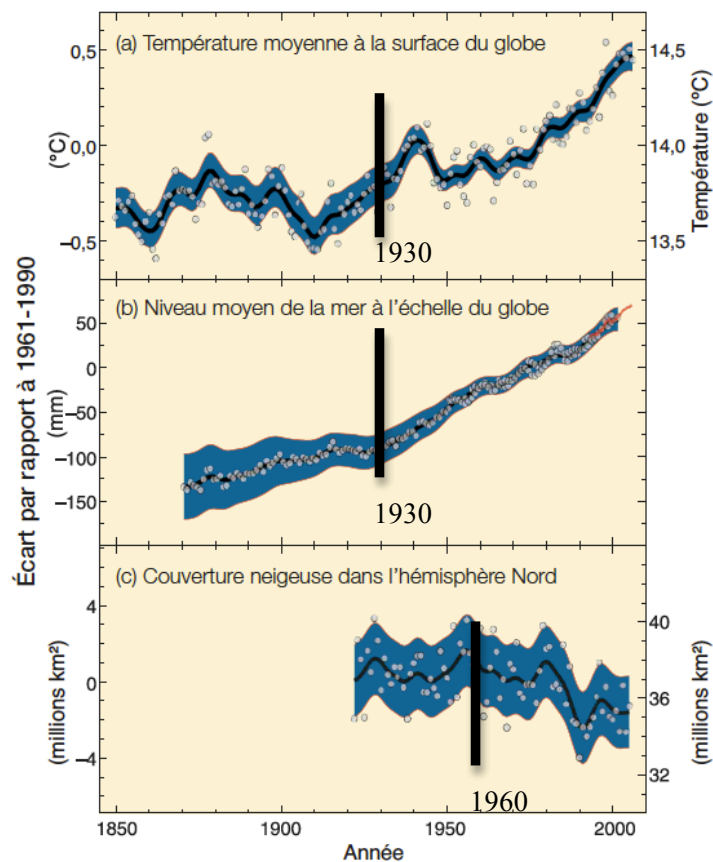 (a) Température moyenne à la surface du globe
0,5
0,0
–0,5
(°C)
14,5
14,0
13,5
Température (°C)
1930
Écart par rapport à 1961-1990
(b) Niveau moyen de la mer à l’échelle du globe
50
0
–50
–100
–150
(mm)
1930
(c) Couverture neigeuse dans l’hémisphère Nord
4
0
–4
(millions km²)
40
36
32
(millions km²)
1960
1850 1900 1950 2000
Année